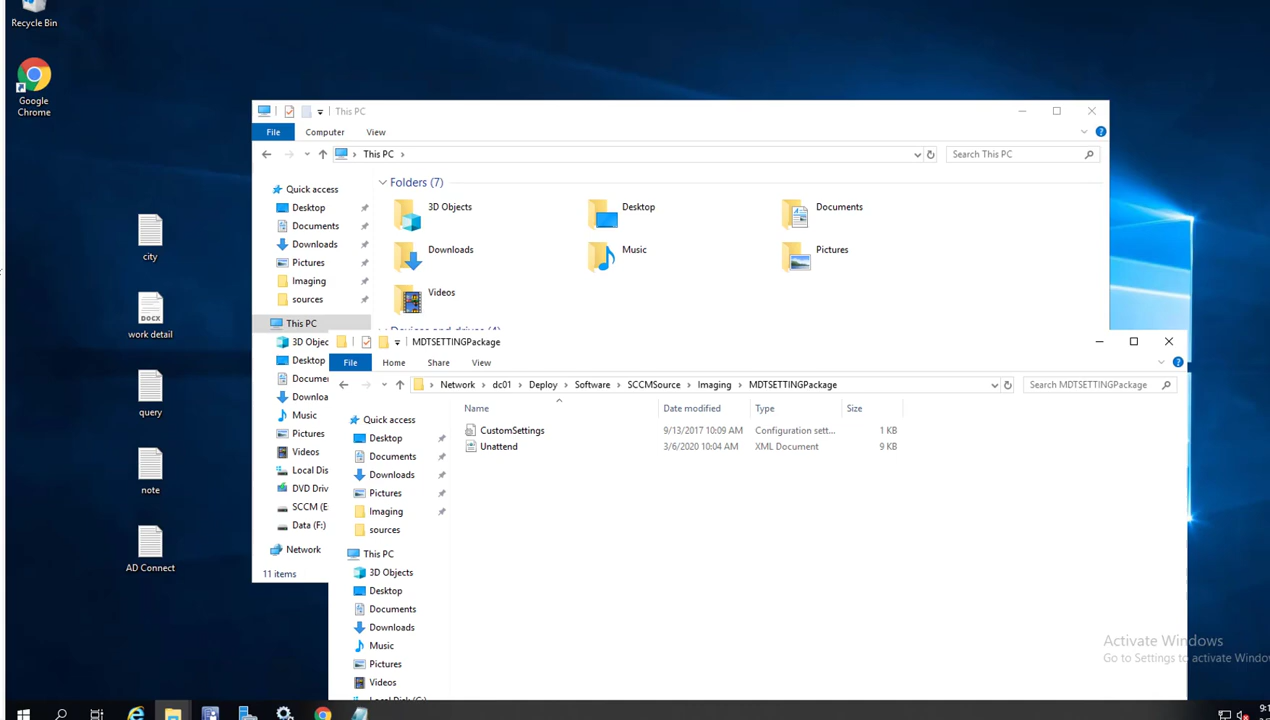 Recycle Bin
Google
Chrome
city
work detail
query
note
AD Connect
This PC
File
Computer
View
This PC
Search This PC
Quick access
Desktop
Documents
Downloads
Pictures
Imaging
sources
This PC
3D Objec
Desktop
Docume
Downloa
Music
Pictures
Videos
Local Dis
DVD Driv
SCCM (E
Data (F:)
Network
11 items
Folders (7)
3D Objects
Desktop
Documents
Downloads
Music
Pictures
Videos
Devices and drives (4)
MDTSETTINGPackage
File
Home
Share
View
Network
dc01
Deploy
Software
SCCMSource
Imaging
MDTSETTINGPackage
Search MDTSETTINGPackage
Quick access
Desktop
Documents
Downloads
Pictures
Imaging
sources
This PC
3D Objects
Desktop
Documents
Downloads
Music
Pictures
Videos
Local Disk (C:)
Name Date modified Type Size
CustomSettings 9/13/2017 10:09 AM Configuration sett... 1 KB
Unattend 3/6/2020 10:04 AM XML Document 9 KB
Activate Windows
Go to Settings to activate Windo
9:1